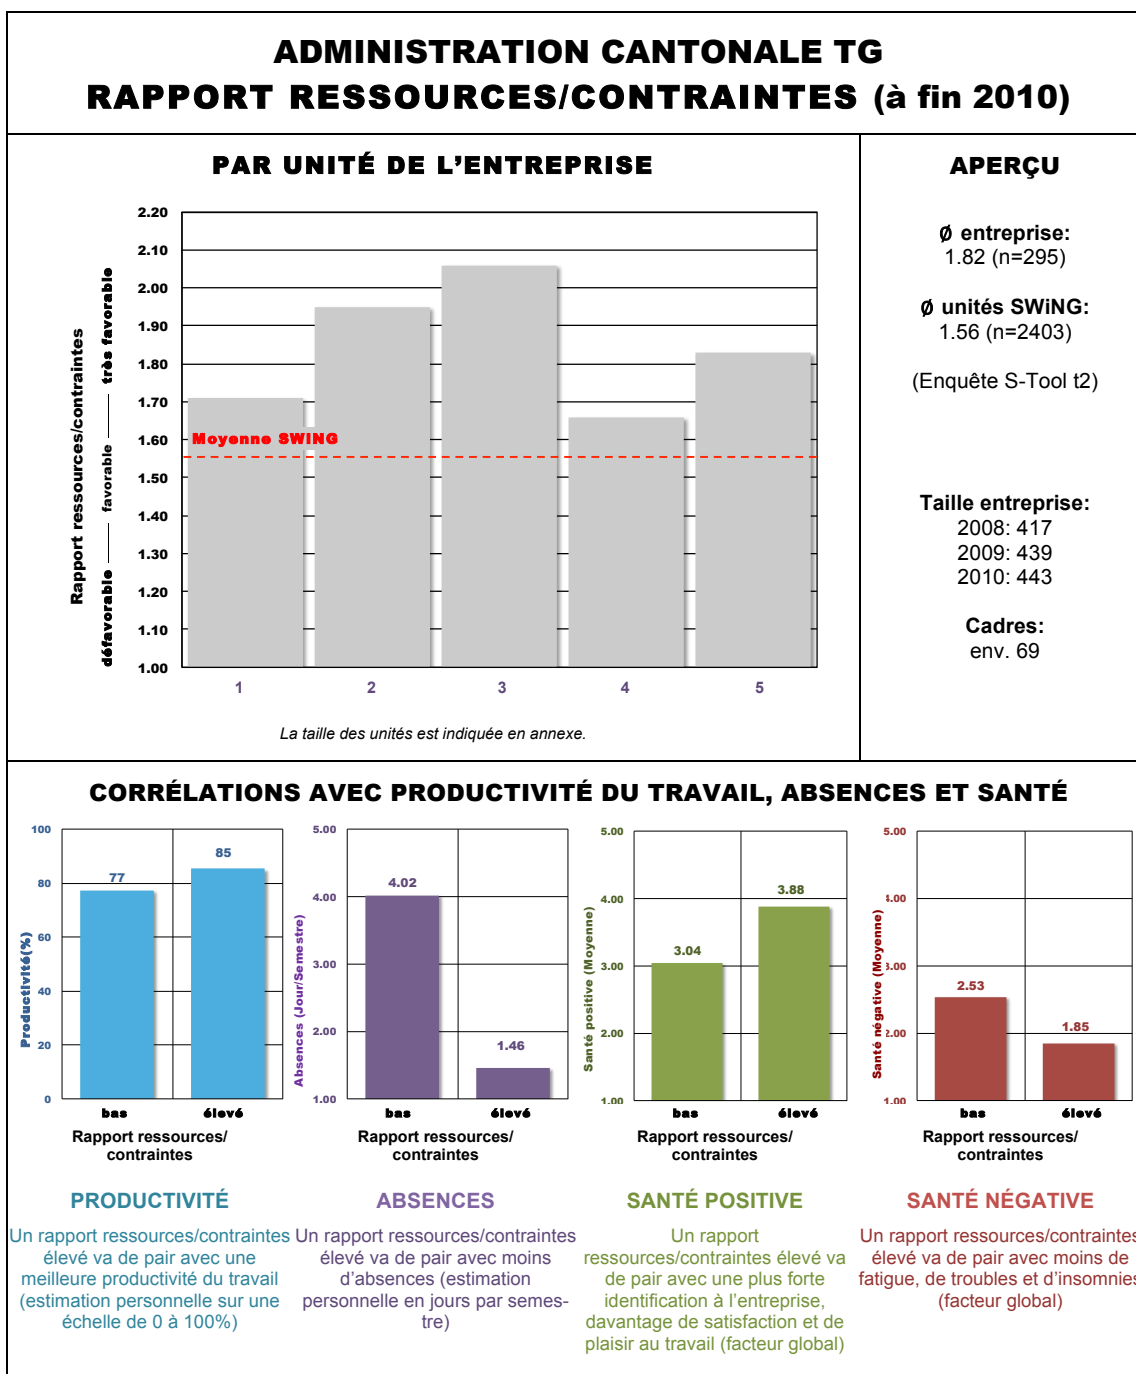 ADMINISTRATION CANTONALE TG
RAPPORT RESSOURCES/CONTRAINTES (à fin 2010)
PAR UNITÉ DE L’ENTREPRISE
Rapport ressources/contraintes
défavorable —— favorable —— très favorable
2.20
2.10
2.00
1.90
1.80
1.70
1.60
1.50
1.40
1.30
1.20
1.10
1.00
Moyenne SWiNG
1 2 3 4 5
La taille des unités est indiquée en annexe.
APERÇU
Ø entreprise:
1.82 (n=295)
Ø unités SWiNG:
1.56 (n=2403)
(Enquête S-Tool t2)
Taille entreprise:
2008: 417
2009: 439
2010: 443
Cadres:
env. 69
CORRÉLATIONS AVEC PRODUCTIVITÉ DU TRAVAIL, ABSENCES ET SANTÉ
Productivité(%)
100
80
60
40
20
0
77
85
bas élevé
Rapport ressources/
contraintes
PRODUCTIVITÉ
Un rapport ressources/contraintes
élevé va de pair avec une
meilleure productivité du travail
(estimation personnelle sur une
échelle de 0 à 100%)
Absences (Jour/Semestre)
5.00
4.00
3.00
2.00
1.00
4.02
1.46
bas élevé
Rapport ressources/
contraintes
ABSENCES
Un rapport ressources/contraintes
élevé va de pair avec moins
d’absences (estimation
personnelle en jours par semes-
tre)
Santé positive (Moyenne)
5.00
4.00
3.00
2.00
1.00
3.04
3.88
bas élevé
Rapport ressources/
contraintes
SANTÉ POSITIVE
Un rapport
ressources/contraintes élevé va
de pair avec une plus forte
identification à l’entreprise,
davantage de satisfaction et de
plaisir au travail (facteur global)
Santé négative (Moyenne)
5.00
4.00
3.00
2.00
1.00
2.53
1.85
bas élevé
Rapport ressources/
contraintes
SANTÉ NÉGATIVE
Un rapport ressources/contraintes
élevé va de pair avec moins de
fatigue, de troubles et d’insomnies
(facteur global)